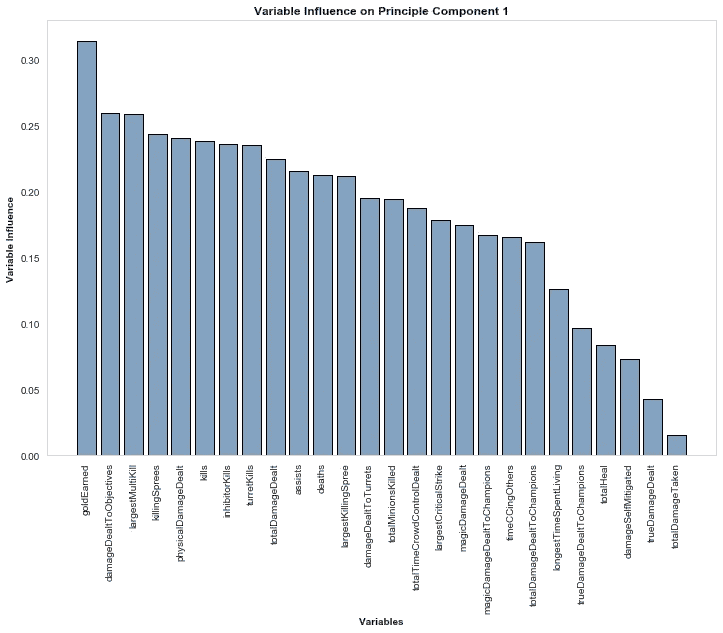 Variable Influence on Principle Component 1
Variable Influence
0.30
0.25
0.20
0.15
0.10
0.05
0.00
goldEarned
damageDealtToObjectives
largestMultiKill
killingSprees
physicalDamageDealt
kills
inhibitorKills
turretKills
totalDamageDealt
assists
deaths
largestKillingSpree
damageDealtToTurrets
totalMinionsKilled
totalTimeCrowdControlDealt
largestCriticalStrike
magicDamageDealt
magicDamageDealtToChampions
timeCCingOthers
totalDamageDealtToChampions
longestTimeSpentLiving
trueDamageDealtToChampions
totalHeal
damageSelfMitigated
trueDamageDealt
totalDamageTaken
Variables